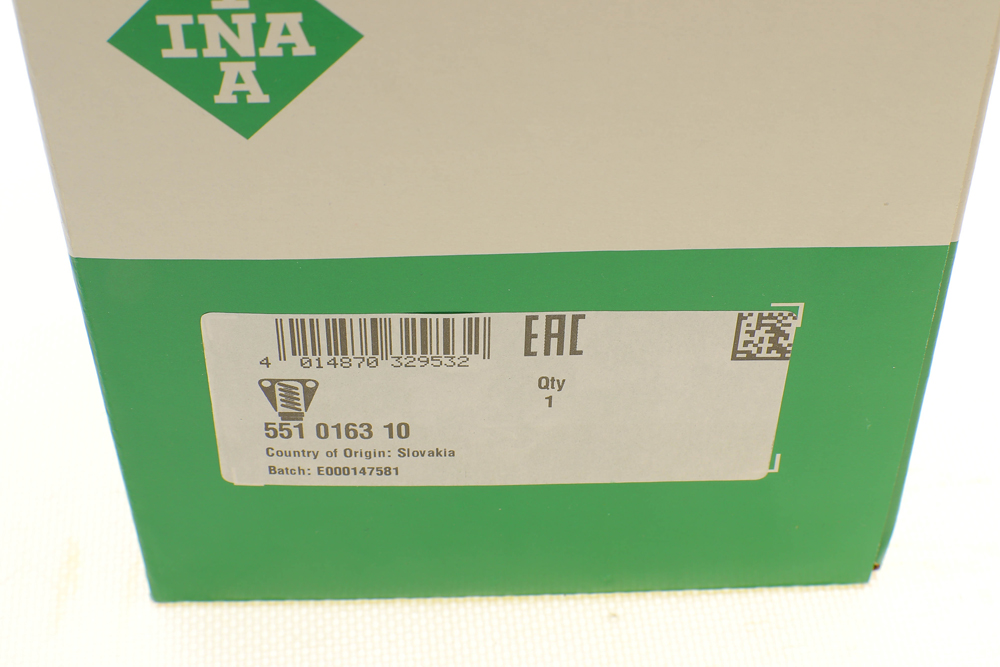 I
INA
A
4 014870 329532
EAC
Qty
1
551 0163 10
Country of Origin: Slovakia
Batch: E000147581